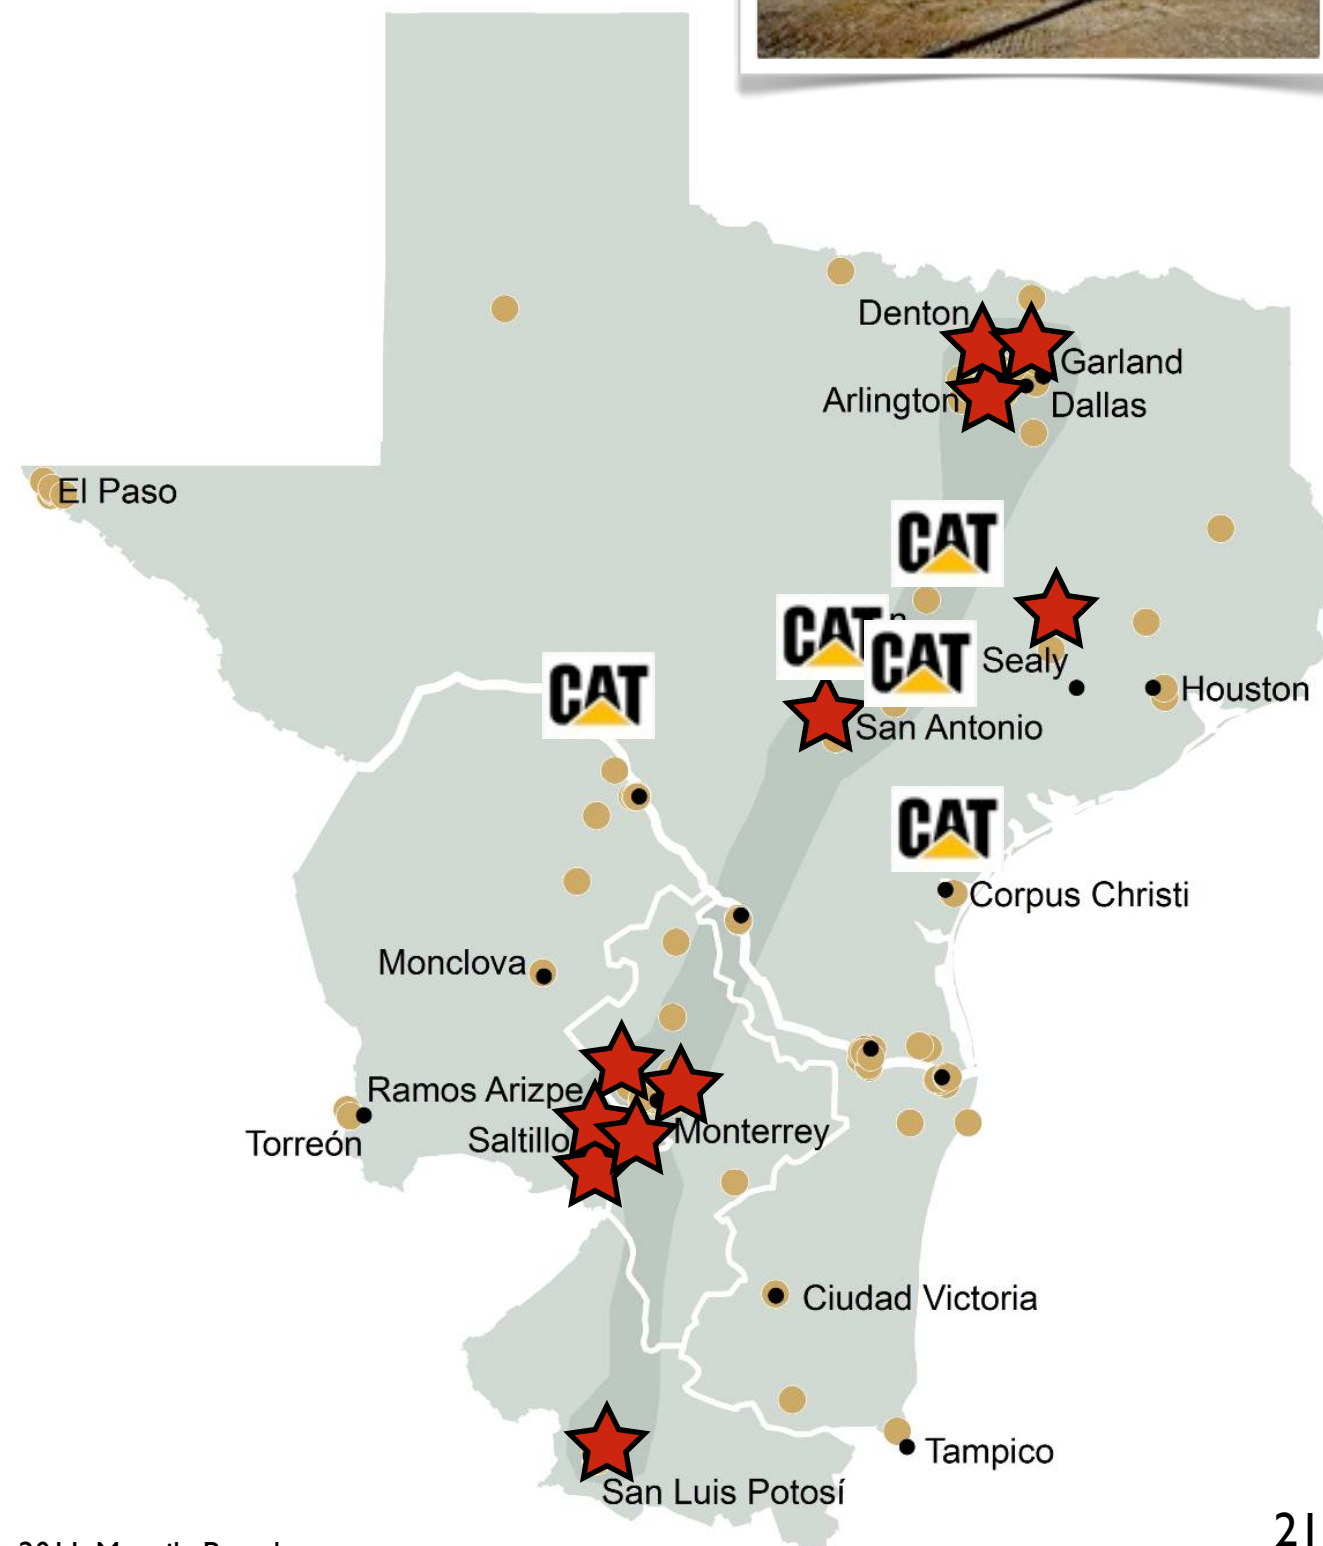 Denton
Garland
Arlington
Dallas
El Paso
CAT
CAT
CAT
CAT
Sealy
Houston
San Antonio
CAT
Corpus Christi
Monclova
Ramos Arizpe
Torreón
Saltillo
Monterrey
Ciudad Victoria
Tampico
San Luis Potosí
21